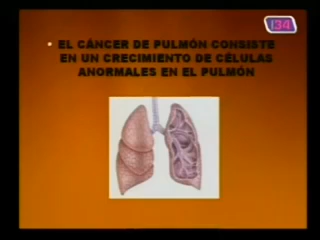 134
• EL CÁNCER DE PULMÓN CONSISTE
EN UN CRECIMIENTO DE CÉLULAS
ANORMALES EN EL PULMÓN